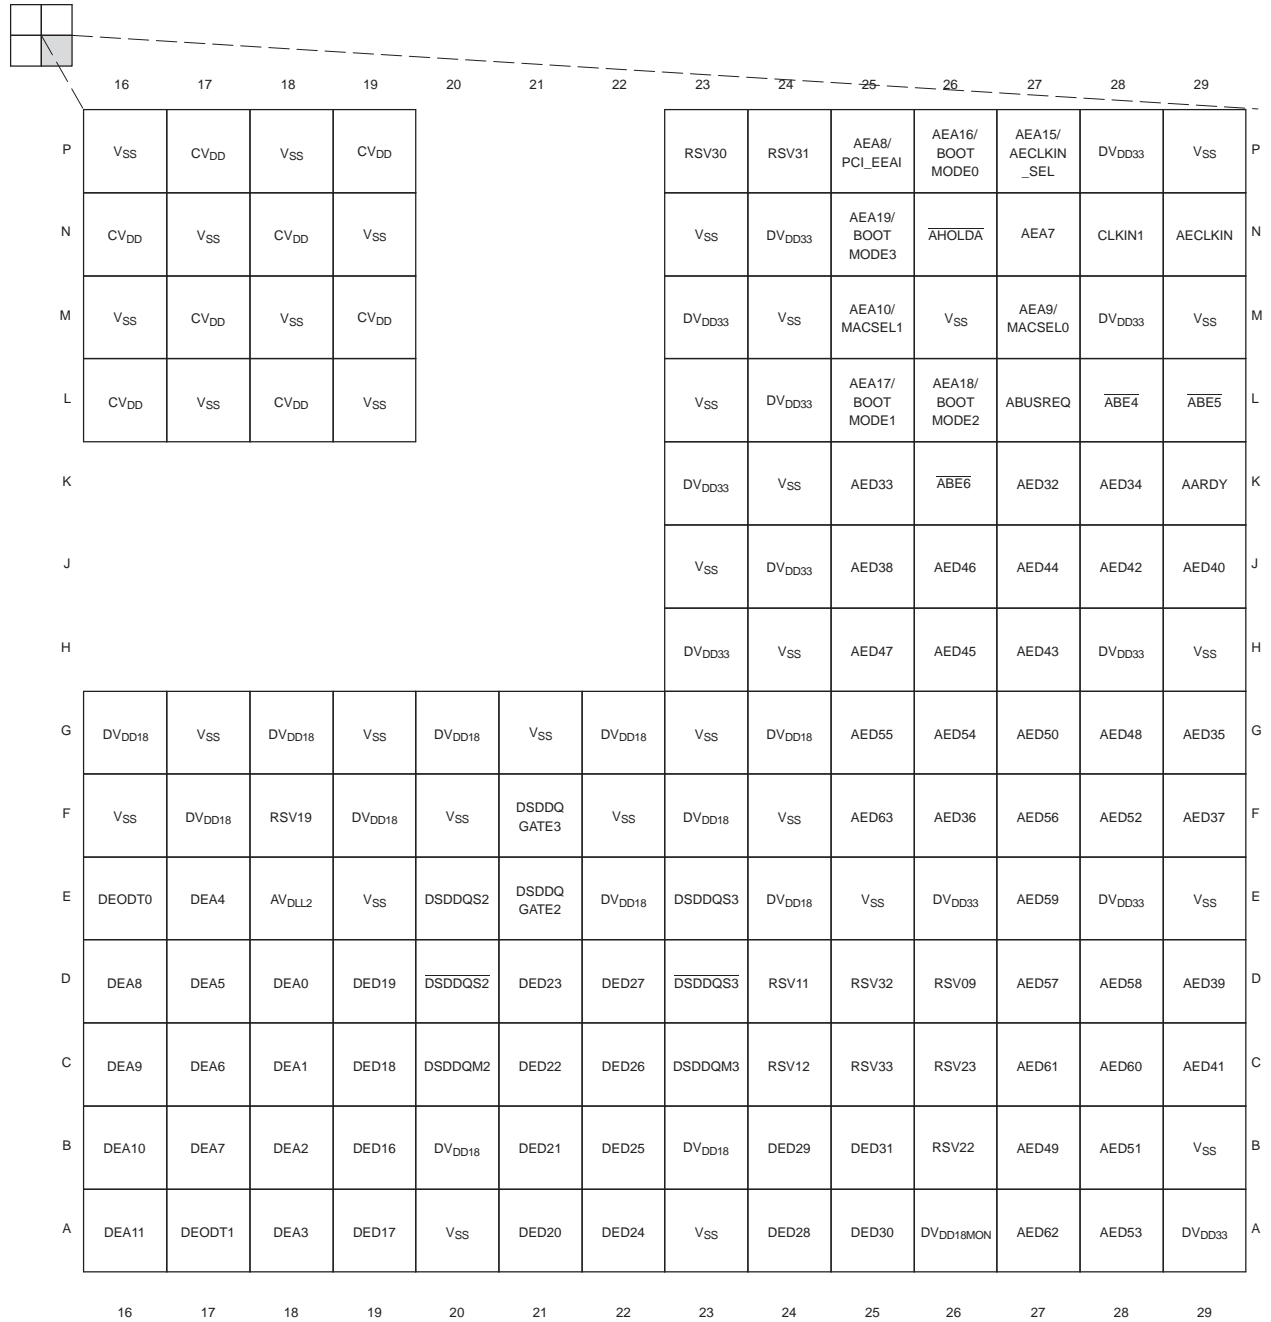 16 17 18 19 20 21 22 23 24 25 26 27 28 29
P VSS CVDD VSS CVDD RSV30 RSV31 AEA8/ PCI_EEAI AEA16/ BOOT MODE0 AEA15/ AECLKIN _SEL DVDD33 VSS P
N CVDD VSS CVDD VSS VSS DVDD33 AEA19/ BOOT MODE3 AHOLDA AEA7 CLKIN1 AECLKIN N
M VSS CVDD VSS CVDD DVDD33 VSS AEA10/ MACSEL1 VSS AEA9/ MACSEL0 DVDD33 VSS M
L CVDD VSS CVDD VSS VSS DVDD33 AEA17/ BOOT MODE1 AEA18/ BOOT MODE2 ABUSREQ ABE4 ABE5 L
K DVDD33 VSS AED33 ABE6 AED32 AED34 AARDY K
J VSS DVDD33 AED38 AED46 AED44 AED42 AED40 J
H DVDD33 VSS AED47 AED45 AED43 DVDD33 VSS H
G DVDD18 VSS DVDD18 VSS DVDD18 VSS DVDD18 VSS DVDD18 AED55 AED54 AED50 AED48 AED35 G
F VSS DVDD18 RSV19 DVDD18 VSS DSDDQ GATE3 VSS DVDD18 VSS AED63 AED36 AED56 AED52 AED37 F
E DEODT0 DEA4 AVDLL2 VSS DSDDQS2 DSDDQ GATE2 DVDD18 DSDDQS3 DVDD18 VSS DVDD33 AED59 DVDD33 VSS E
D DEA8 DEA5 DEA0 DED19 DSDDQS2 DED23 DED27 DSDDQS3 RSV11 RSV32 RSV09 AED57 AED58 AED39 D
C DEA9 DEA6 DEA1 DED18 DSDDQM2 DED22 DED26 DSDDQM3 RSV12 RSV33 RSV23 AED61 AED60 AED41 C
B DEA10 DEA7 DEA2 DED16 DVDD18 DED21 DED25 DVDD18 DED29 DED31 RSV22 AED49 AED51 VSS B
A DEA11 DEODT1 DEA3 DED17 VSS DED20 DED24 VSS DED28 DED30 DVDD18MON AED62 AED53 DVDD33 A
16 17 18 19 20 21 22 23 24 25 26 27 28 29